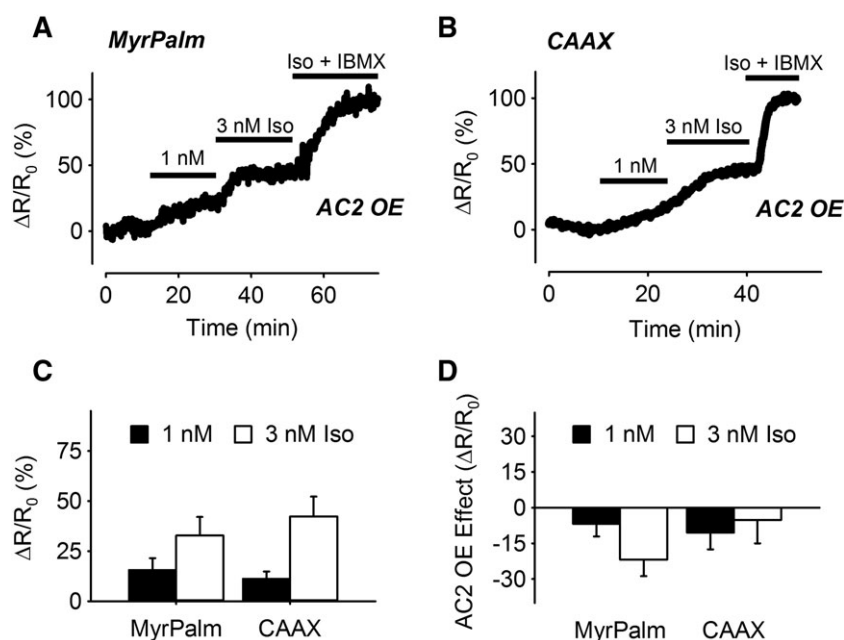 A
MyrPalm
Iso + IBMX
3 nM Iso
1 nM
AC2 OE
ΔR/R0 (%)
100
50
0
0 20 40 60
Time (min)
B
CAAX
Iso + IBMX
3 nM Iso
1 nM
AC2 OE
ΔR/R0 (%)
100
50
0
0 20 40
Time (min)
C
1 nM 3 nM Iso
ΔR/R0 (%)
75
50
25
0
MyrPalm CAAX
D
1 nM 3 nM Iso
AC2 OE Effect (ΔR/R0)
30
15
0
-15
-30
MyrPalm CAAX